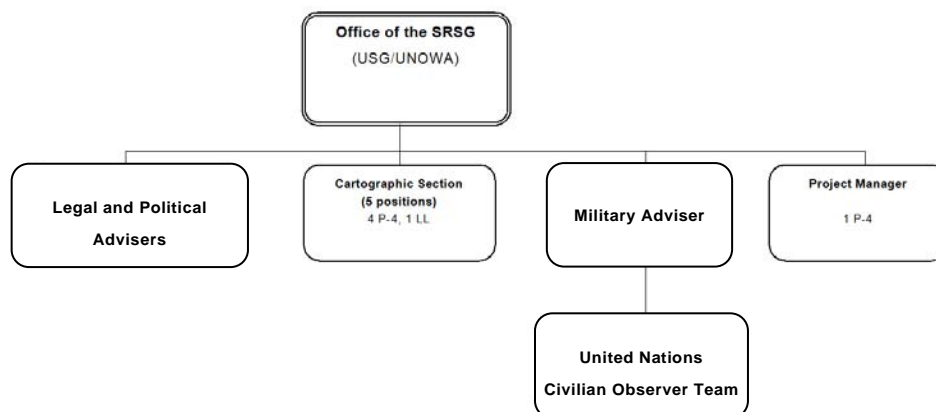 Office of the SRSG
(USG/UNOWA)
Legal and Political
Advisers
Cartographic Section
(5 positions)
4 P-4, 1 LL
Military Adviser
Project Manager
1 P-4
United Nations
Civilian Observer Team